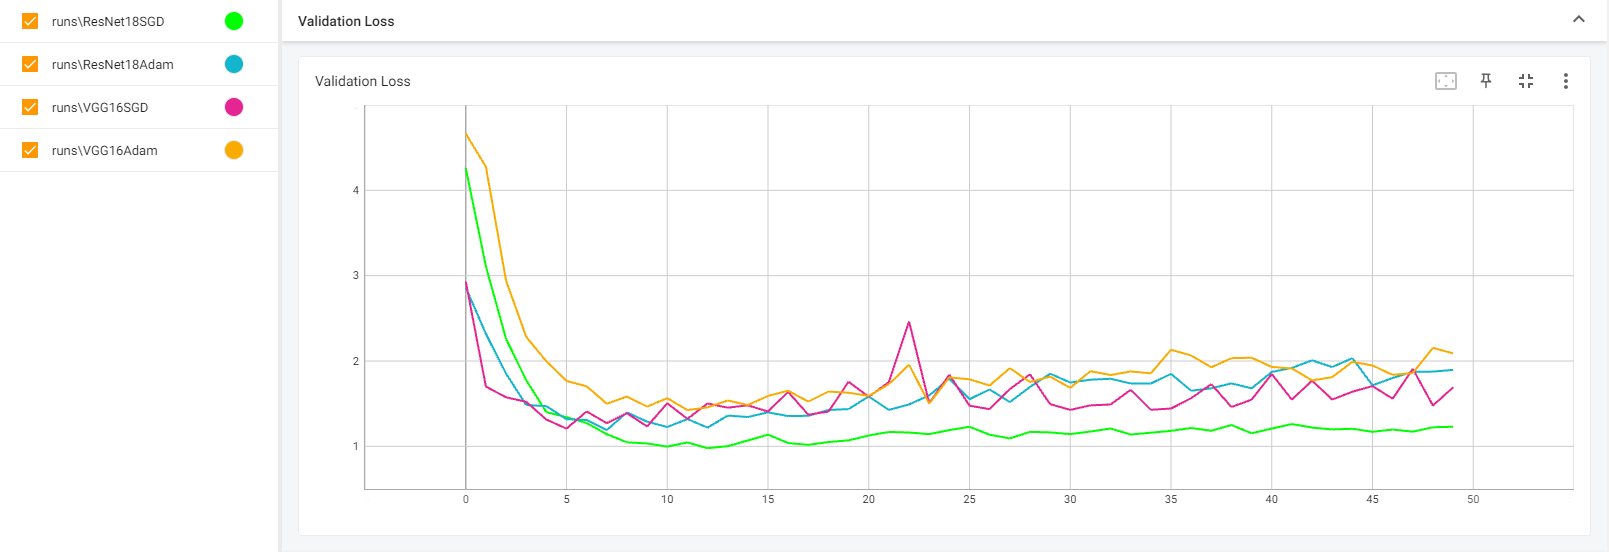 runs\ResNet18SGD
runs\ResNet18Adam
runs\VGG16SGD
runs\VGG16Adam
Validation Loss
Validation Loss
4
3
2
1
0 5 10 15 20 25 30 35 40 45 50